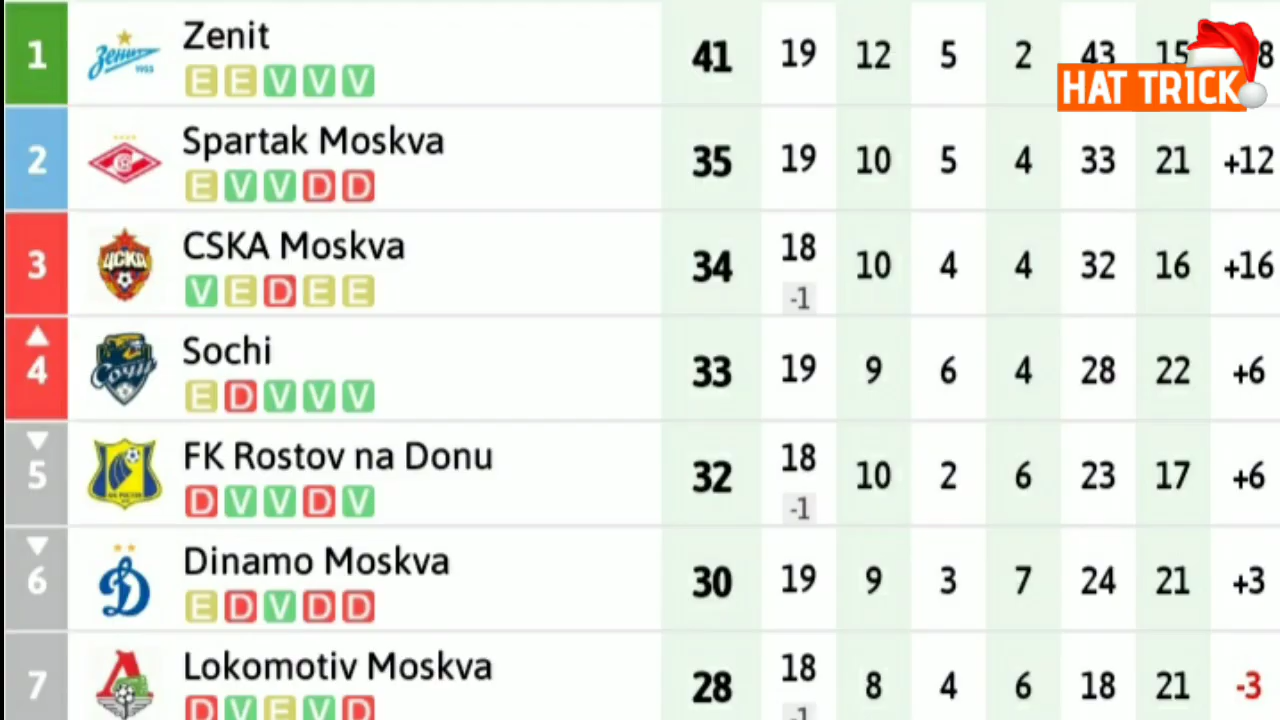 1 Zenit 41 19 12 5 2 43 15 8
E E V V V
HAT TRICK
2 Spartak Moskva 35 19 10 5 4 33 21 +12
E V V D D
3 CSKA Moskva 34 18 10 4 4 32 16 +16
V E D E E -1
4 Sochi 33 19 9 6 4 28 22 +6
E D V V V
5 FK Rostov na Donu 32 18 10 2 6 23 17 +6
D V V D V -1
6 Dinamo Moskva 30 19 9 3 7 24 21 +3
E D V D D
7 Lokomotiv Moskva 28 18 8 4 6 18 21 -3
D V E V D -1